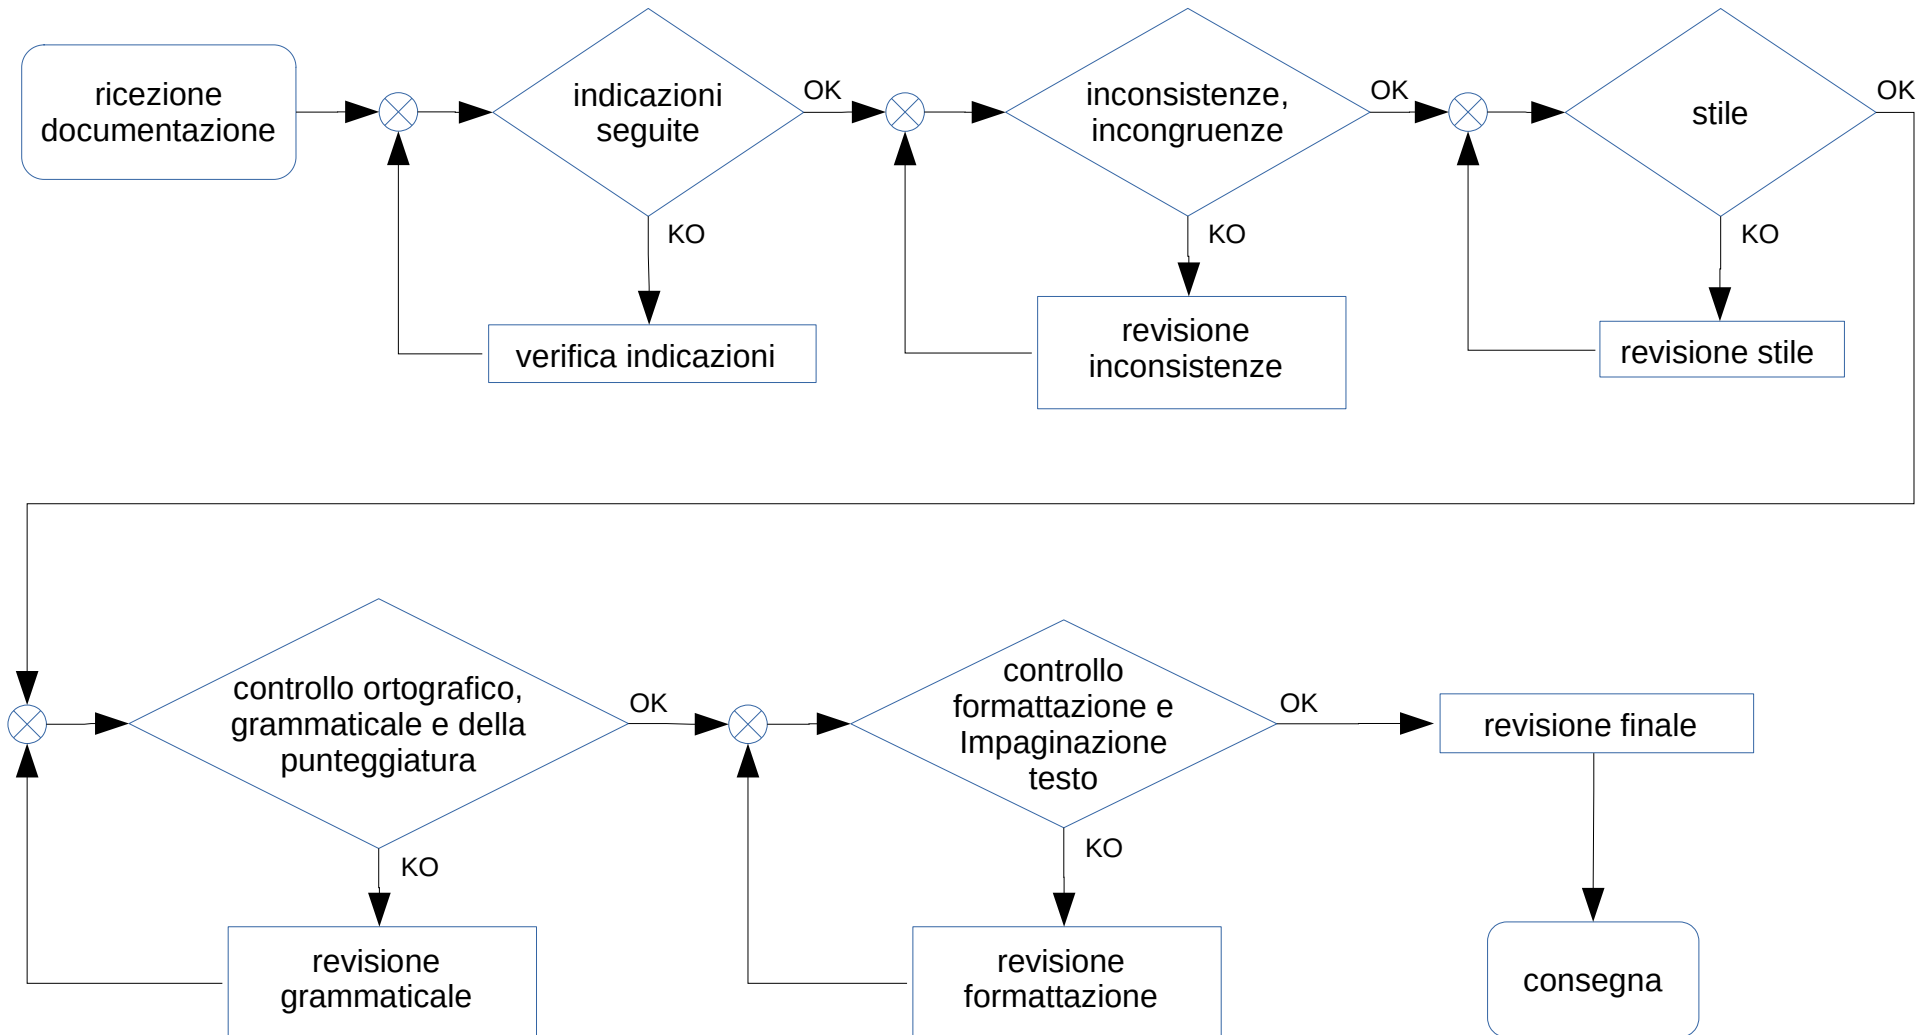 ricezione
documentazione
indicazioni
seguite
OK
KO
verifica indicazioni
inconsistenze,
incongruenze
OK
KO
revisione
inconsistenze
stile
OK
KO
revisione stile
controllo ortografico,
grammaticale e della
punteggiatura
OK
KO
revisione
grammaticale
controllo
formattazione e
Impaginazione
testo
OK
KO
revisione
formattazione
revisione finale
consegna